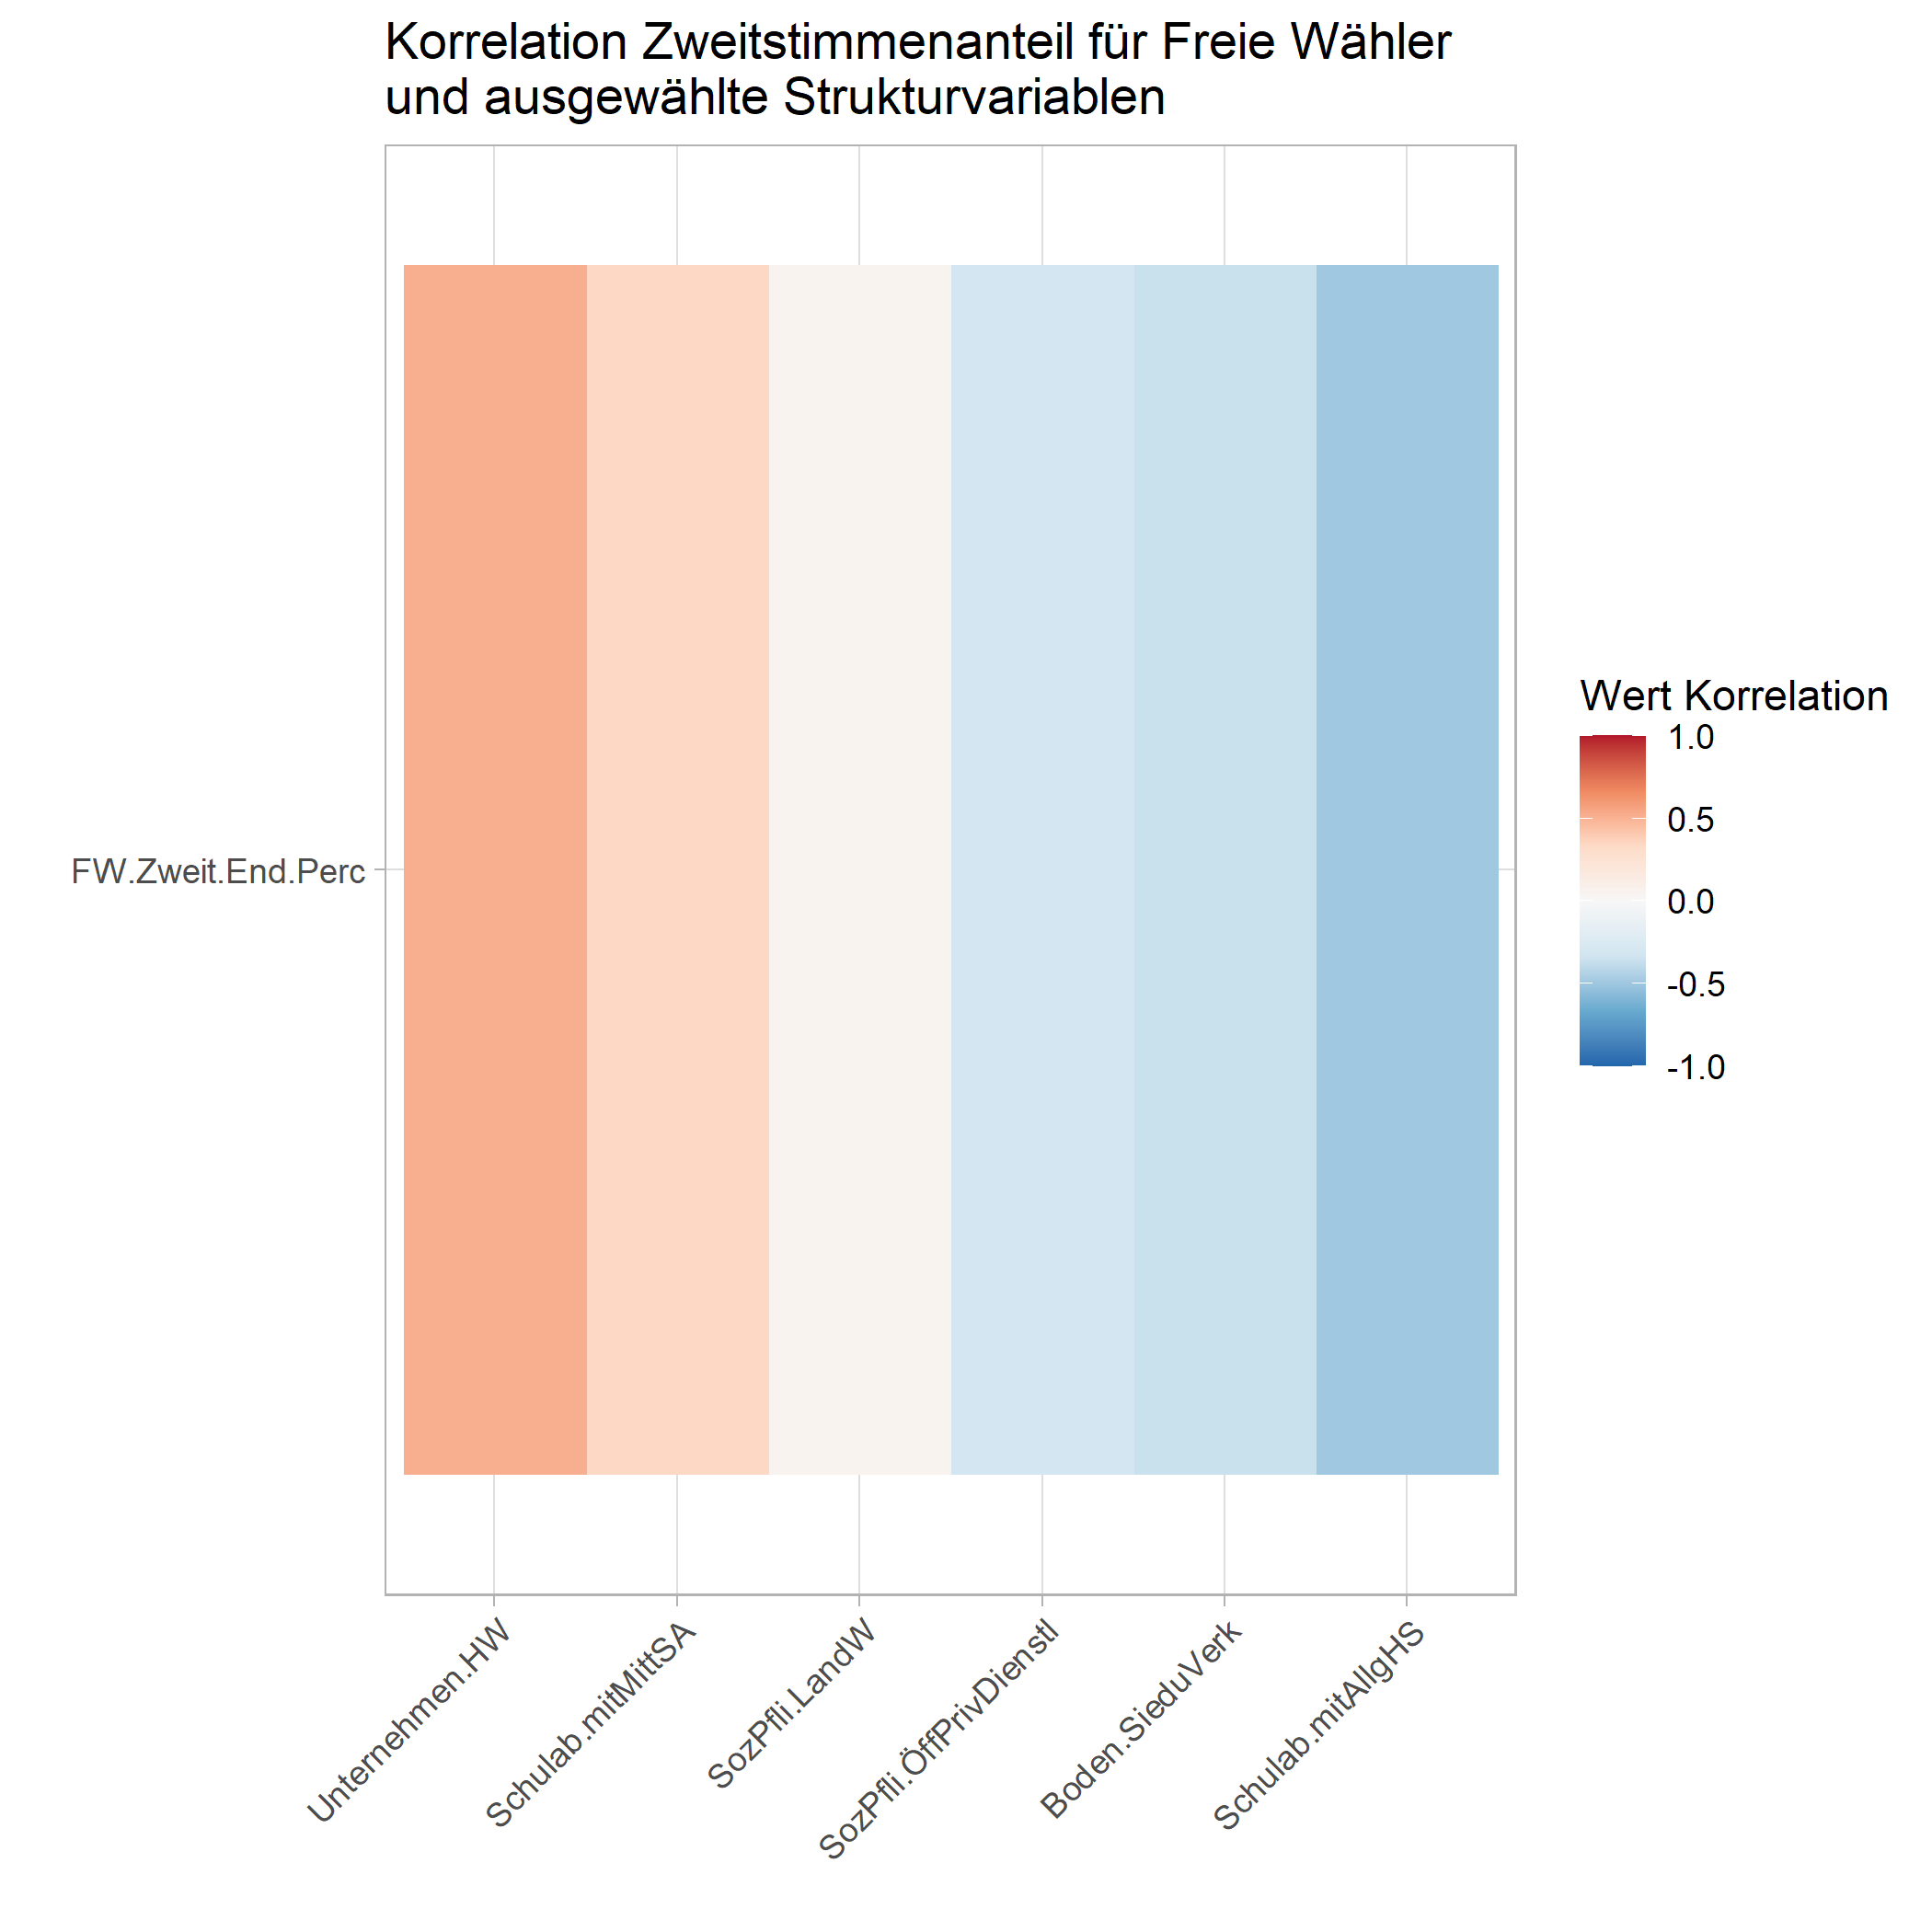 Korrelation Zweitstimmenanteil für Freie Wähler
und ausgewählte Strukturvariablen
FW.Zweit.End.Perc
Unternehmen.HW
Schulab.mitMittSA
SozPfli.LandW
SozPfli.ÖffPrivDienstl
Boden.SieduVerk
Schulab.mitAllgHS
Wert Korrelation
1.0
0.5
0.0
-0.5
-1.0